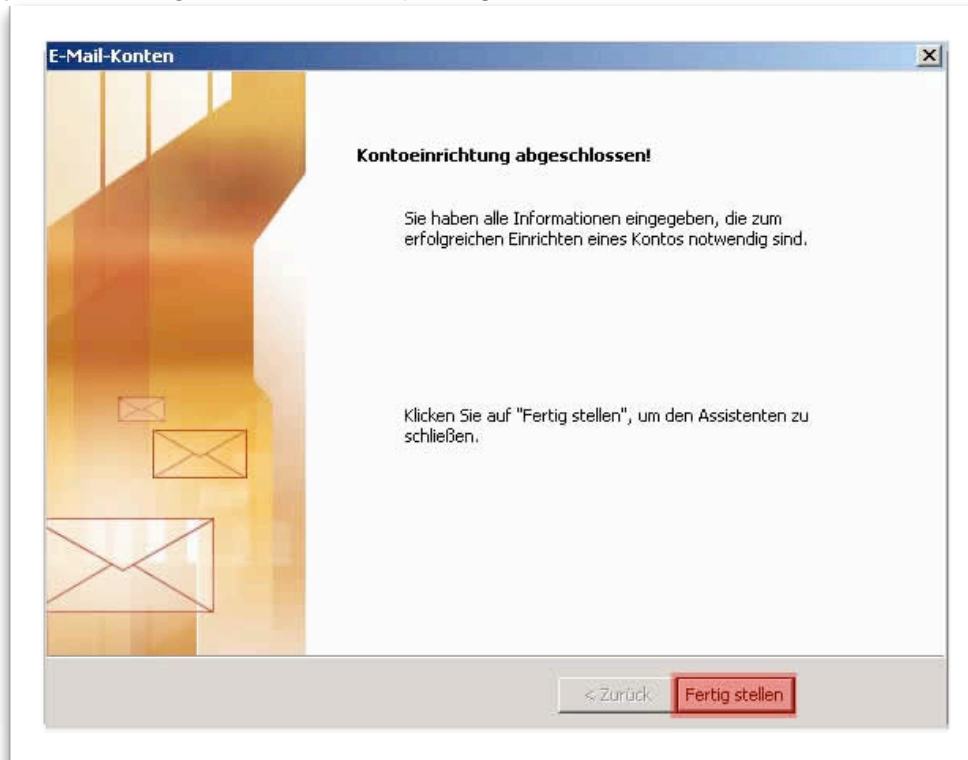 E-Mail-Konten
Kontoeinrichtung abgeschlossen!
Sie haben alle Informationen eingegeben, die zum
erfolgreichen Einrichten eines Kontos notwendig sind.
Klicken Sie auf "Fertig stellen", um den Assistenten zu
schließen.
< Zurück
Fertig stellen